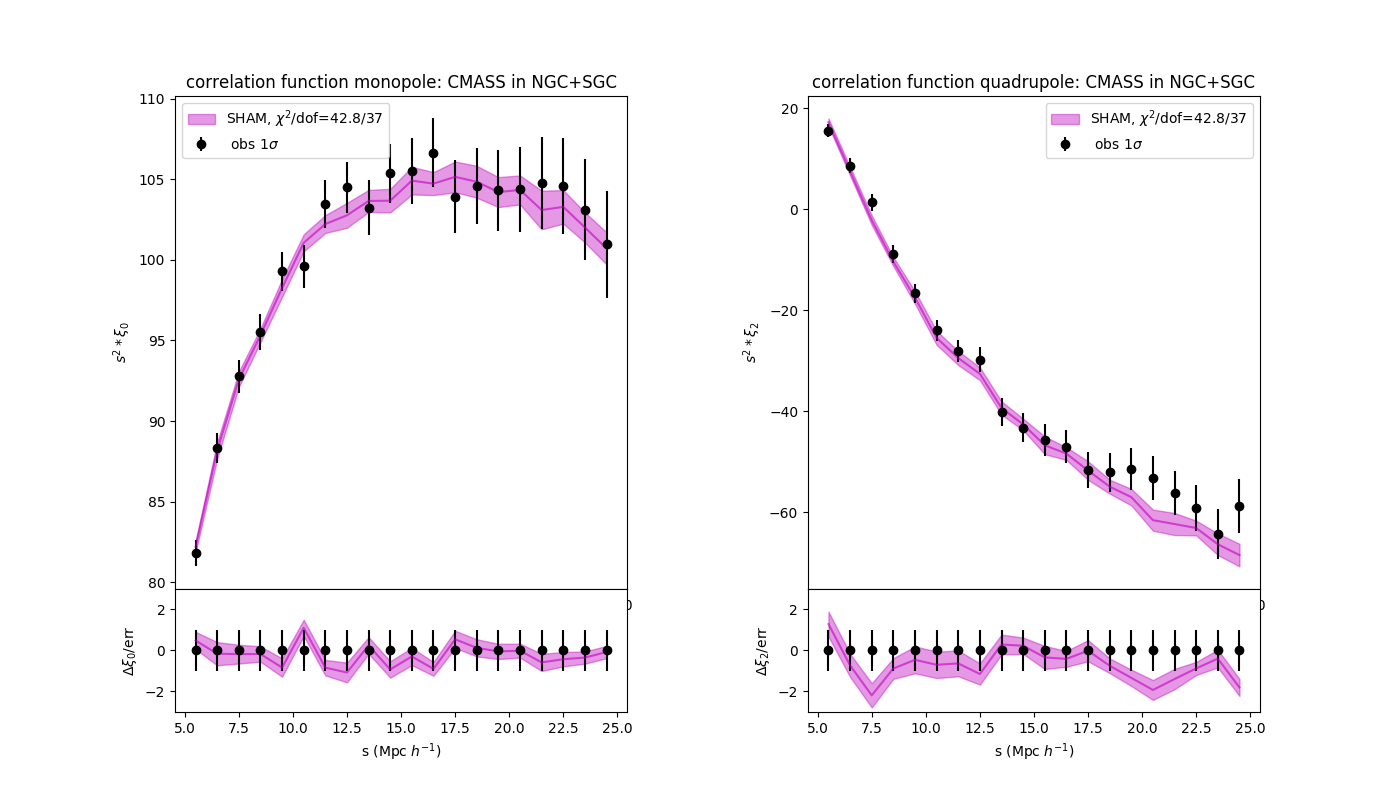 correlation function monopole: CMASS in NGC+SGC
110
105
100
95
90
85
80
s² * ξ₀
SHAM, χ²/dof=42.8/37
obs 1σ
0
2
0
−2
Δξ₀/err
5.0 7.5 10.0 12.5 15.0 17.5 20.0 22.5 25.0
s (Mpc h⁻¹)
correlation function quadrupole: CMASS in NGC+SGC
20
0
−20
−40
−60
s² * ξ₂
SHAM, χ²/dof=42.8/37
obs 1σ
0
2
0
−2
Δξ₂/err
5.0 7.5 10.0 12.5 15.0 17.5 20.0 22.5 25.0
s (Mpc h⁻¹)